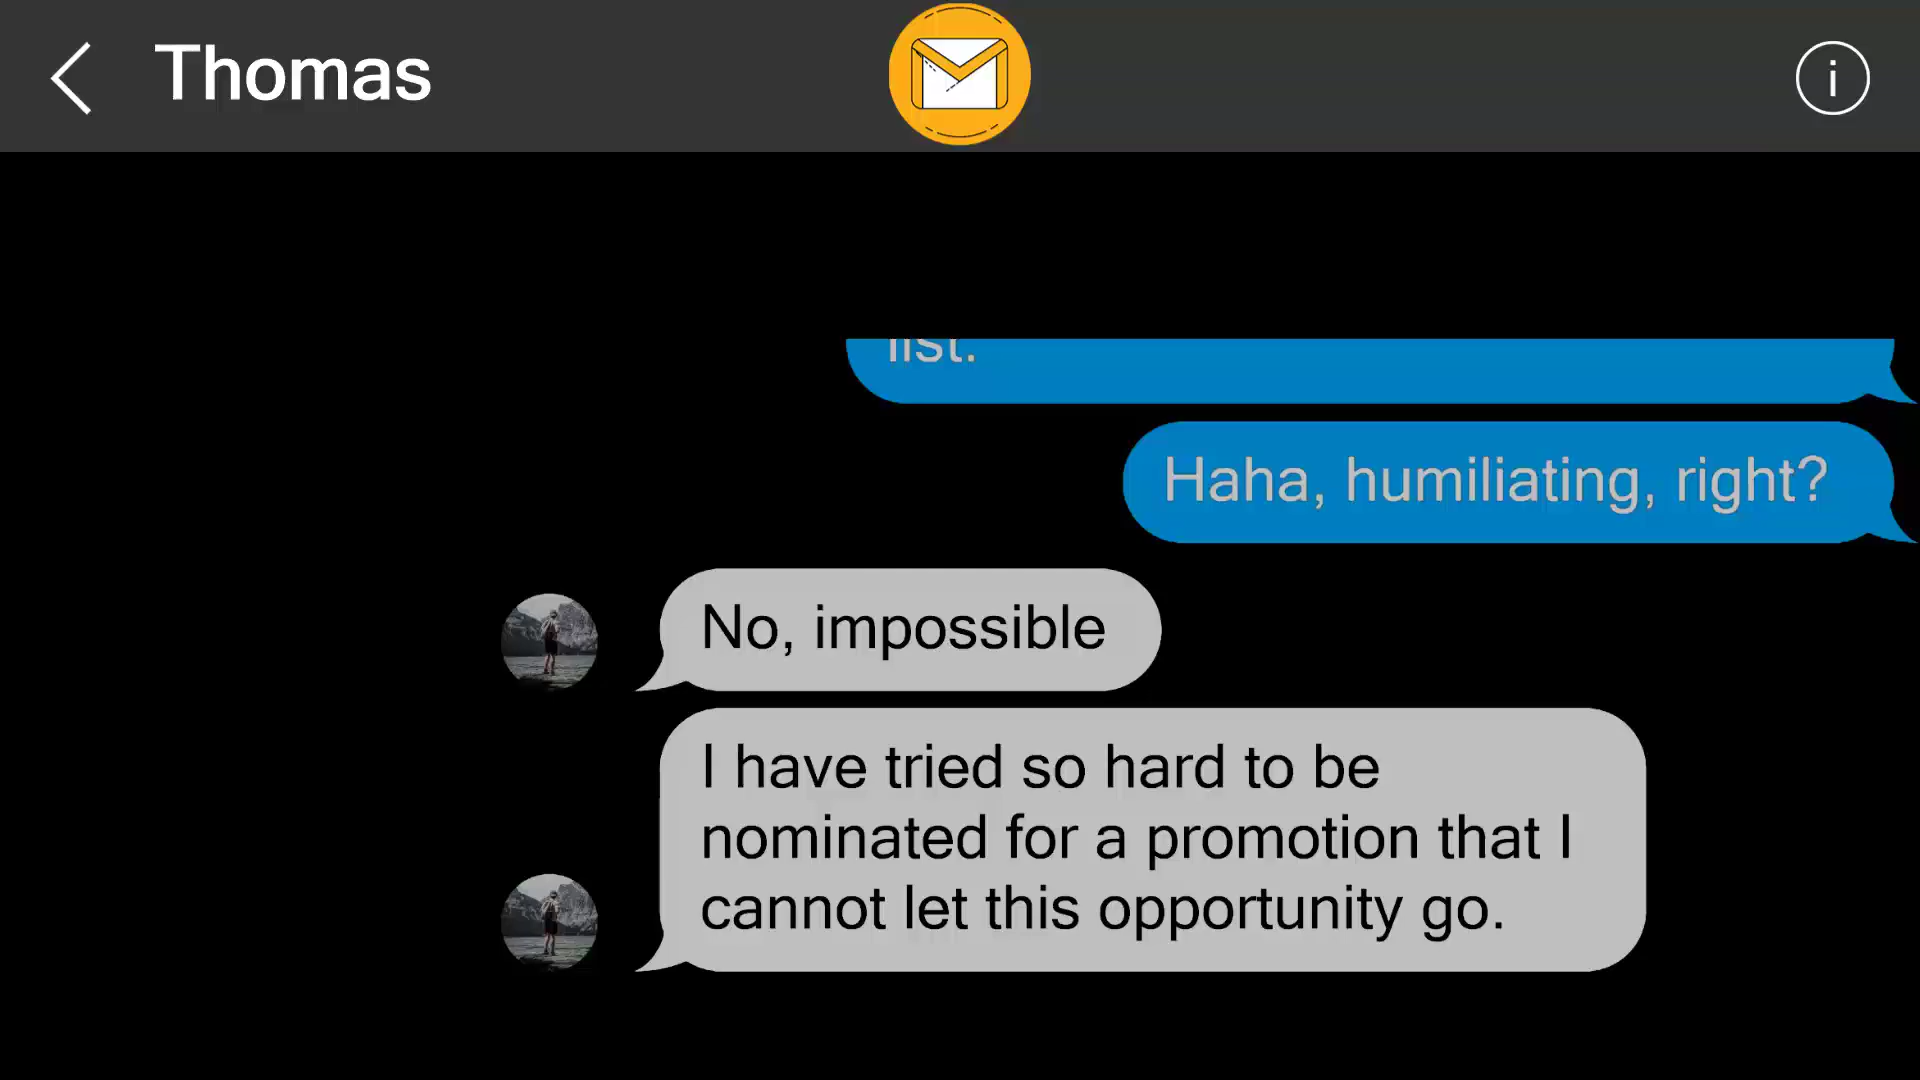 Thomas
i
list.
Haha, humiliating, right?
No, impossible
I have tried so hard to be
nominated for a promotion that I
cannot let this opportunity go.